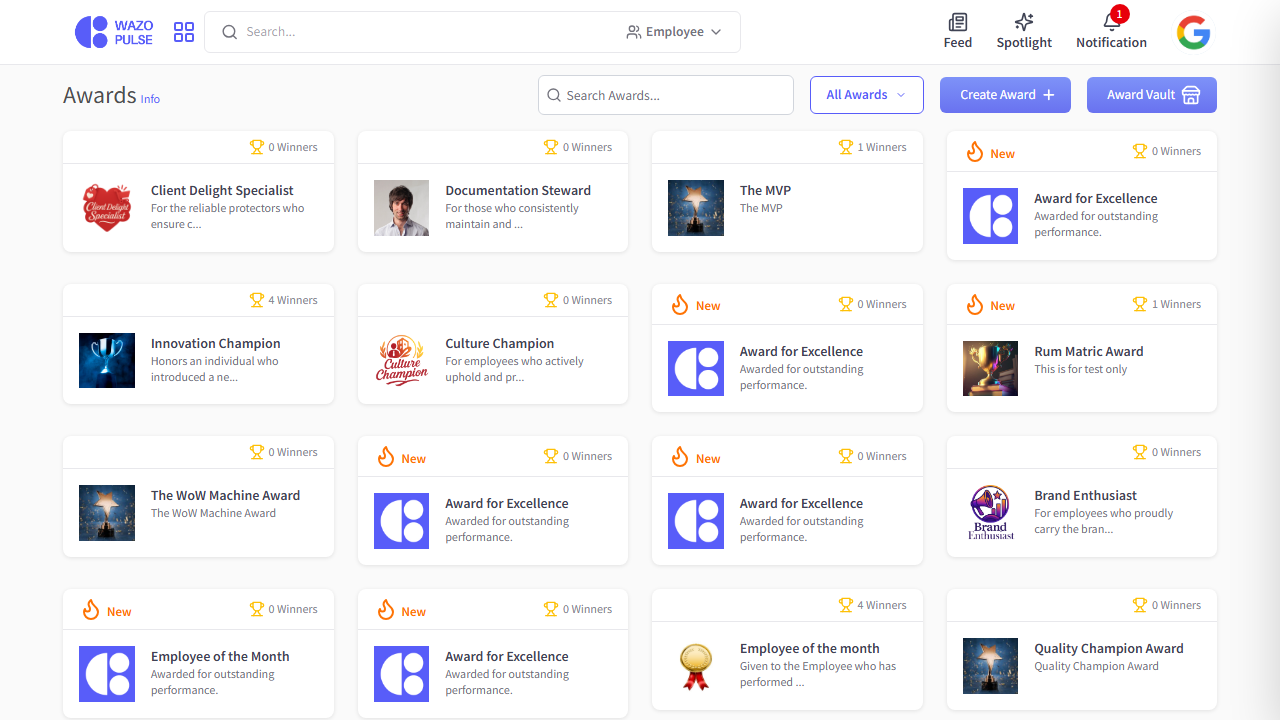 WAZO
PULSE
Search...
Employee
Feed
Spotlight
1
Notification
Awards Info
Search Awards...
All Awards
Create Award
Award Vault
0 Winners
Client Delight Specialist
For the reliable protectors who
ensure c...
Client Delight
Specialist
0 Winners
Documentation Steward
For those who consistently
maintain and ...
1 Winners
The MVP
The MVP
New
0 Winners
Award for Excellence
Awarded for outstanding
performance.
4 Winners
Innovation Champion
Honors an individual who
introduced a ne...
0 Winners
Culture
Champion
Culture Champion
For employees who actively
uphold and pr...
New
0 Winners
Award for Excellence
Awarded for outstanding
performance.
New
1 Winners
Rum Matric Award
This is for test only
0 Winners
The WoW Machine Award
The WoW Machine Award
New
0 Winners
Award for Excellence
Awarded for outstanding
performance.
New
0 Winners
Award for Excellence
Awarded for outstanding
performance.
0 Winners
Brand
Enthusiast
Brand Enthusiast
For employees who proudly
carry the bran...
New
0 Winners
Employee of the Month
Awarded for outstanding
performance.
New
0 Winners
Award for Excellence
Awarded for outstanding
performance.
4 Winners
Employee of the month
Given to the Employee who has
performed ...
0 Winners
Quality Champion Award
Quality Champion Award